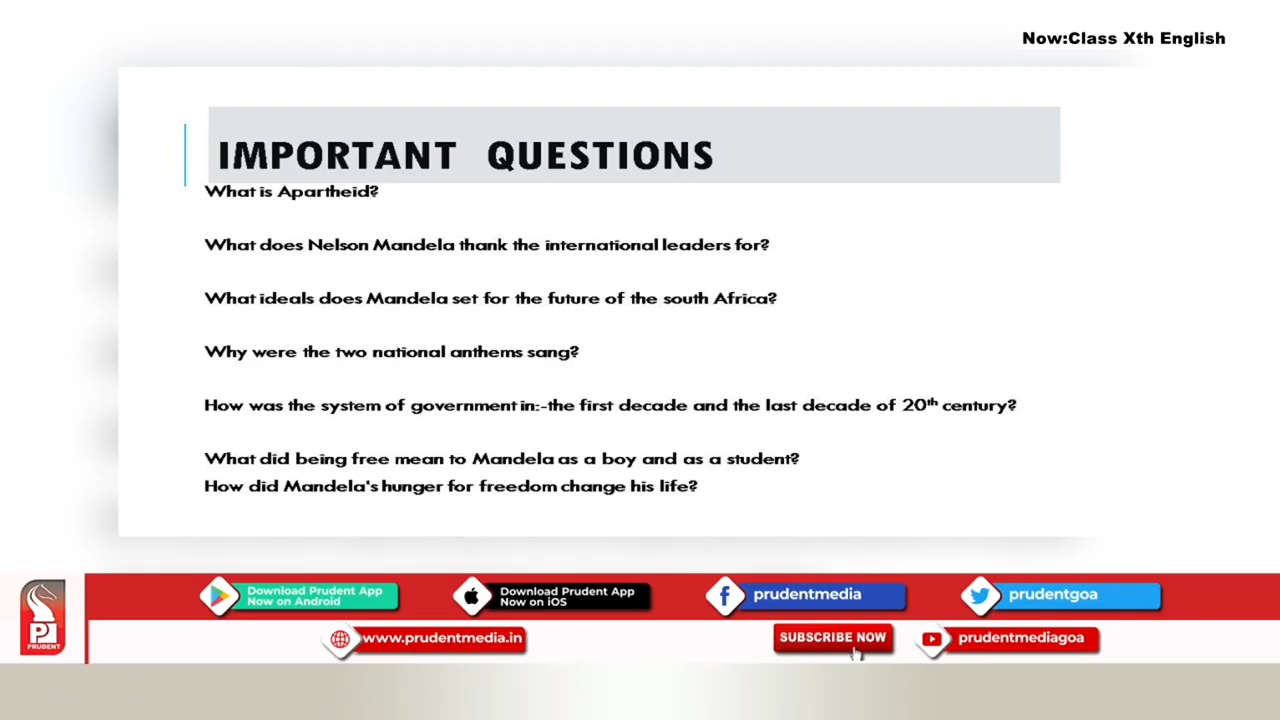 Now:Class Xth English
IMPORTANT QUESTIONS
What is Apartheid?
What does Nelson Mandela thank the international leaders for?
What ideals does Mandela set for the future of the south Africa?
Why were the two national anthems sang?
How was the system of government in:-the first decade and the last decade of 20th century?
What did being free mean to Mandela as a boy and as a student?
How did Mandela's hunger for freedom change his life?
Download Prudent App
Now on Android
Download Prudent App
Now on iOS
prudentmedia
prudentgoa
PRUDENT
www.prudentmedia.in
SUBSCRIBE NOW
prudentmediagoa